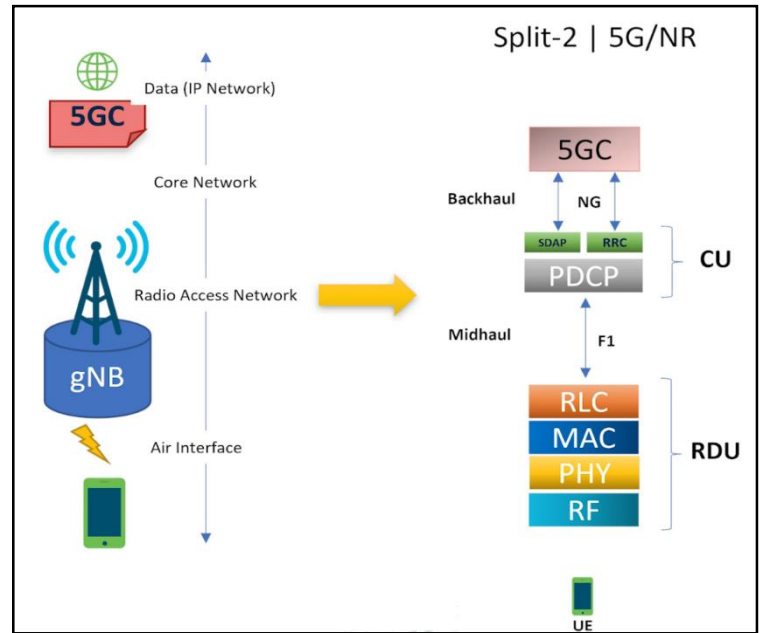 Split-2 | 5G/NR
Data (IP Network)
5GC
Core Network
Radio Access Network
gNB
Air Interface
5GC
Backhaul
NG
SDAP
RRC
CU
PDCP
Midhaul
F1
RLC
MAC
RDU
PHY
RF
UE